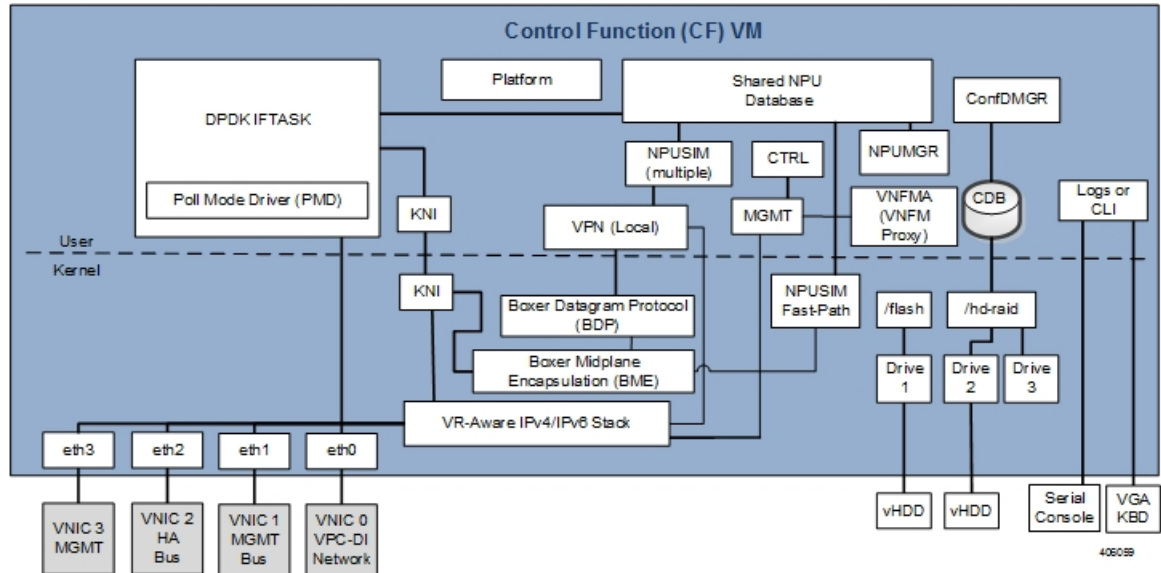 Control Function (CF) VM
Platform
Shared NPU
Database
ConfDMGR
DPDK IFTASK
NPUSIM
(multiple)
CTRL
NPUMGR
Poll Mode Driver (PMD)
KNI
VPN (Local)
MGMT
VNFMA
(VNFM
Proxy)
CDB
Logs or
CLI
User
Kernel
KNI
Boxer Datagram Protocol
(BDP)
NPUSIM
Fast-Path
/flash
/hd-raid
Boxer Midplane
Encapsulation (BME)
Drive
1
Drive
2
Drive
3
VR-Aware IPv4/IPv6 Stack
eth3
eth2
eth1
eth0
VNIC 3
MGMT
VNIC 2
HA
Bus
VNIC 1
MGMT
Bus
VNIC 0
VPC-DI
Network
vHDD
vHDD
Serial
Console
VGA
KBD
406059